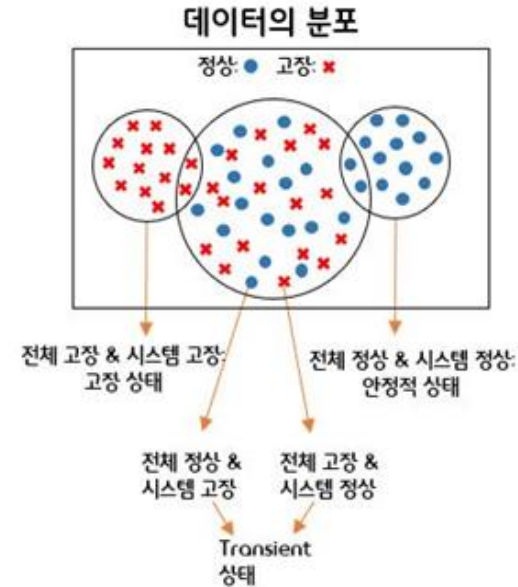 데이터의 분포
정상: 고장:
전체 고장 & 시스템 고장:
고장 상태
전체 정상 & 시스템 정상:
안정적 상태
전체 정상 &
시스템 고장
전체 고장 &
시스템 정상
Transient
상태